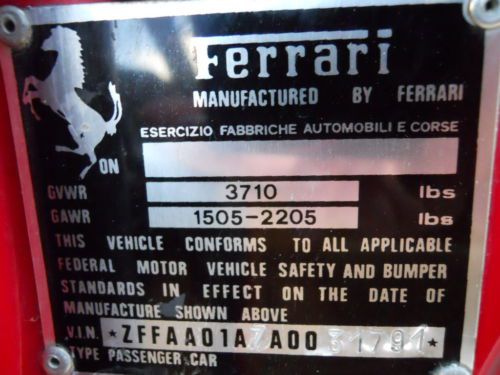 Ferrari
MANUFACTURED BY FERRARI
ESERCIZIO FABBRICHE AUTOMOBILI E CORSE
ON
GVWR 3710 lbs
GAWR 1505-2205 lbs
THIS VEHICLE CONFORMS TO ALL APPLICABLE
FEDERAL MOTOR VEHICLE SAFETY AND BUMPER
STANDARDS IN EFFECT ON THE DATE OF
MANUFACTURE SHOWN ABOVE
V.I.N. *ZFFAA01A7A0031791*
TYPE PASSENGER CAR